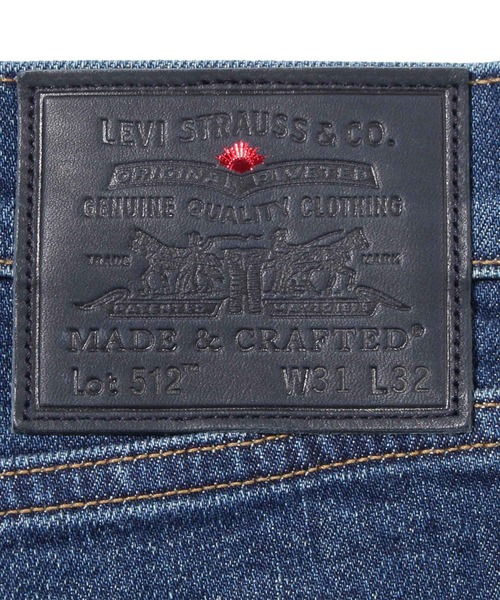 LEVI STRAUSS & CO.
ORIGINAL RIVETED
GENUINE QUALITY CLOTHING
TRADE MARK
MADE & CRAFTED®
Lot 512™ W31 L32